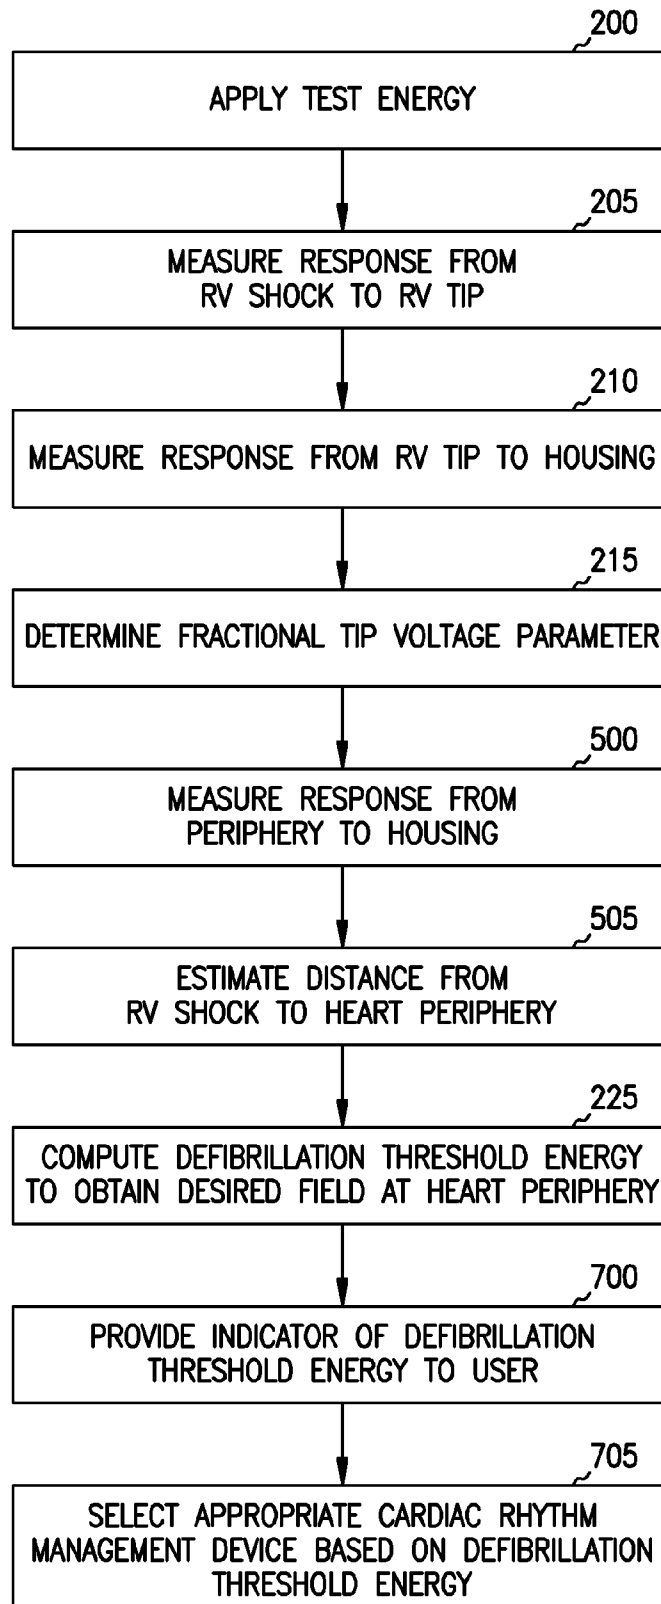 200
APPLY TEST ENERGY
205
MEASURE RESPONSE FROM
RV SHOCK TO RV TIP
210
MEASURE RESPONSE FROM RV TIP TO HOUSING
215
DETERMINE FRACTIONAL TIP VOLTAGE PARAMETER
500
MEASURE RESPONSE FROM
PERIPHERY TO HOUSING
505
ESTIMATE DISTANCE FROM
RV SHOCK TO HEART PERIPHERY
225
COMPUTE DEFIBRILLATION THRESHOLD ENERGY
TO OBTAIN DESIRED FIELD AT HEART PERIPHERY
700
PROVIDE INDICATOR OF DEFIBRILLATION
THRESHOLD ENERGY TO USER
705
SELECT APPROPRIATE CARDIAC RHYTHM
MANAGEMENT DEVICE BASED ON DEFIBRILLATION
THRESHOLD ENERGY